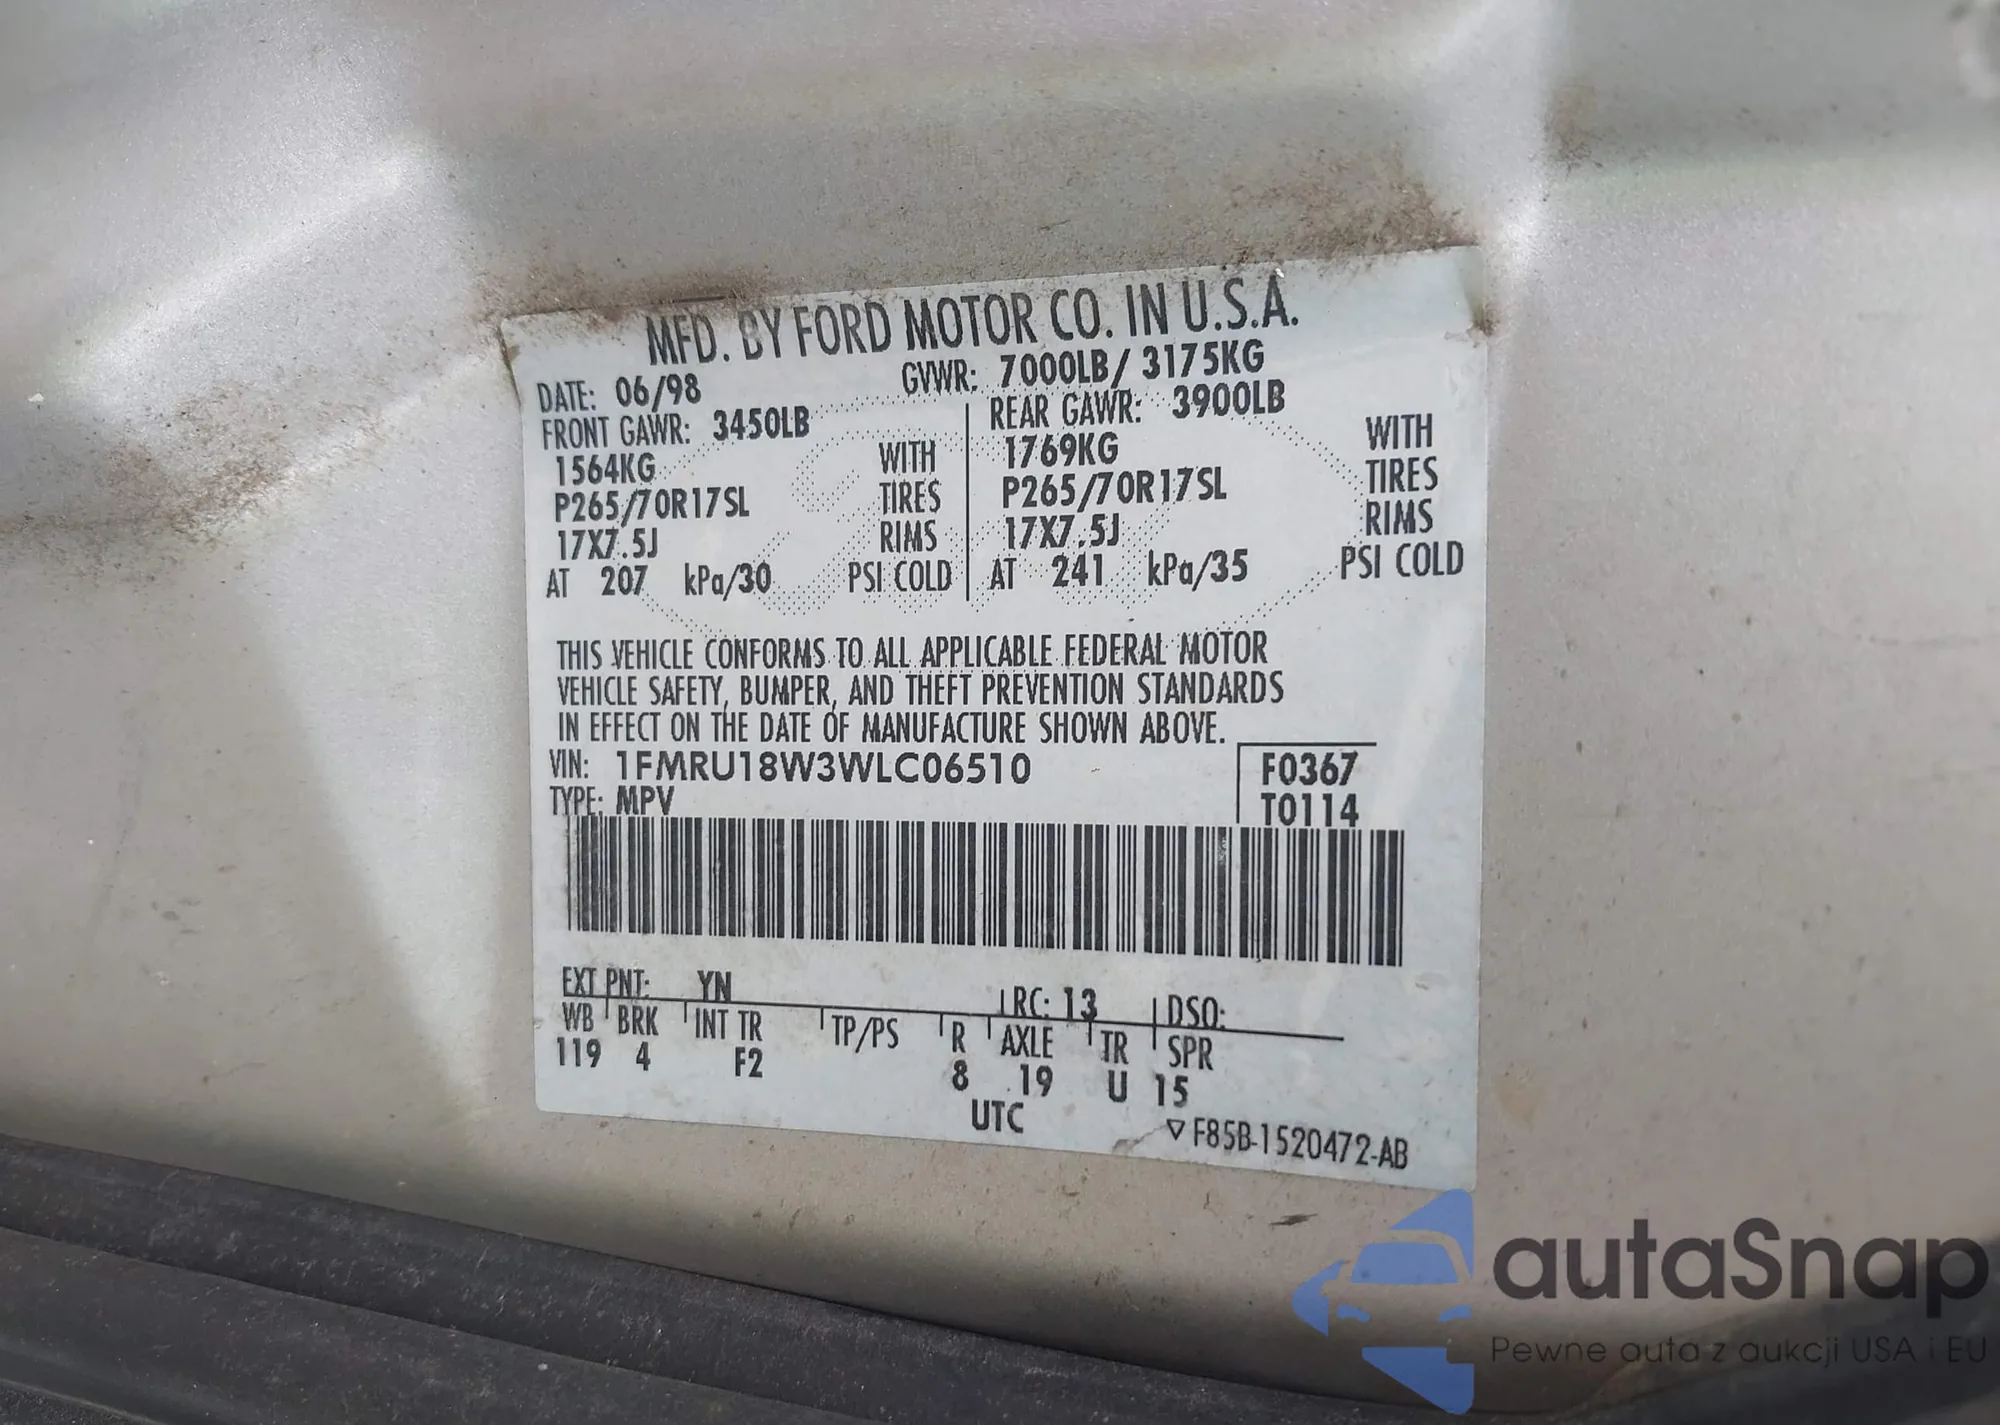 MFD. BY FORD MOTOR CO. IN U.S.A.
DATE: 06/98 GVWR: 7000LB/ 3175KG
FRONT GAWR: 3450LB REAR GAWR: 3900LB
1564KG WITH 1769KG WITH
P265/70R17SL TIRES P265/70R17SL TIRES
17X7.5J RIMS 17X7.5J RIMS
AT 207 kPa/30 PSI COLD AT 241 kPa/35 PSI COLD
THIS VEHICLE CONFORMS TO ALL APPLICABLE FEDERAL MOTOR
VEHICLE SAFETY, BUMPER, AND THEFT PREVENTION STANDARDS
IN EFFECT ON THE DATE OF MANUFACTURE SHOWN ABOVE.
VIN: 1FMRU18W3WLC06510 F0367
TYPE: MPV T0114
EXT PNT: YN RC: 13 DSO:
WB BRK INT TR TP/PS R AXLE TR SPR
119 4 F2 8 19 U 15
UTC
▽ F85B-1520472-AB
autaSnap
Pewne auta z aukcji USA i EU